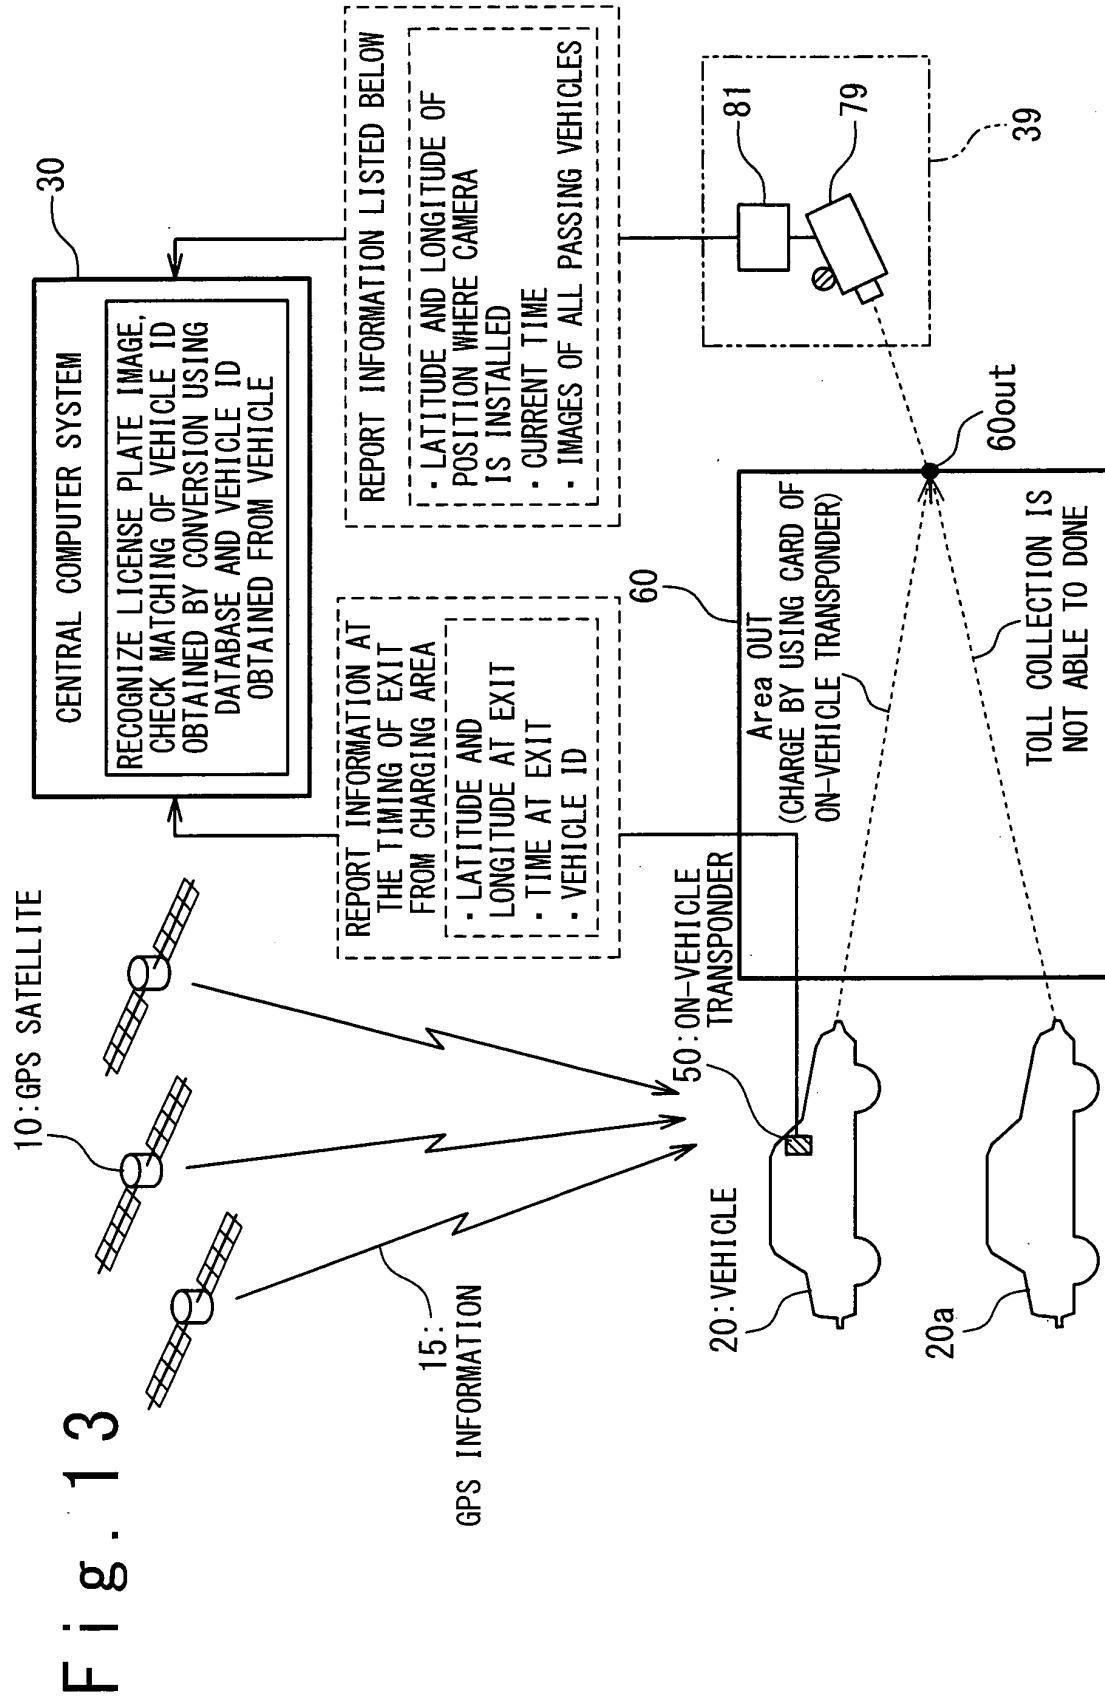 Fig. 13
10:GPS SATELLITE
15:
GPS INFORMATION
CENTRAL COMPUTER SYSTEM
30
RECOGNIZE LICENSE PLATE IMAGE,
CHECK MATCHING OF VEHICLE ID
OBTAINED BY CONVERSION USING
DATABASE AND VEHICLE ID
OBTAINED FROM VEHICLE
REPORT INFORMATION AT
THE TIMING OF EXIT
FROM CHARGING AREA
・LATITUDE AND
LONGITUDE AT EXIT
・TIME AT EXIT
・VEHICLE ID
REPORT INFORMATION LISTED BELOW
・LATITUDE AND LONGITUDE OF
POSITION WHERE CAMERA
IS INSTALLED
・CURRENT TIME
・IMAGES OF ALL PASSING VEHICLES
50:ON-VEHICLE
TRANSPONDER
20:VEHICLE
20a
60
Area OUT
(CHARGE BY USING CARD OF
ON-VEHICLE TRANSPONDER)
TOLL COLLECTION IS
NOT ABLE TO DONE
60out
81
79
39